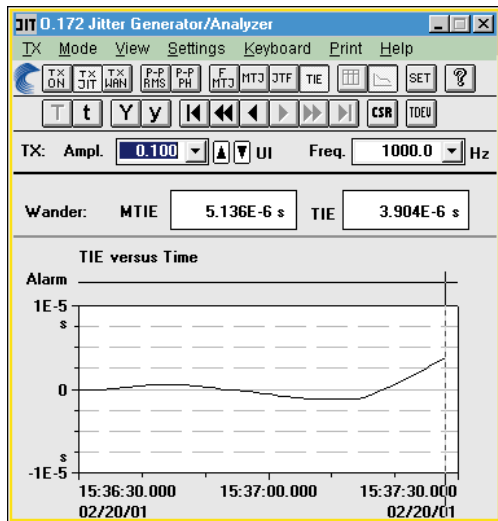 JIT O.172 Jitter Generator/Analyzer
TX Mode View Settings Keyboard Print Help
TX ON TX JIT TX WAN P-P RMS P-P PH F MTJ MTJ JTF TIE SET ?
T t Y y CSR TDEV
TX: Ampl. 0.100 UI Freq. 1000.0 Hz
Wander: MTIE 5.136E-6 s TIE 3.904E-6 s
TIE versus Time
Alarm
1E-5
s
0
s
-1E-5
15:36:30.000 15:37:00.000 15:37:30.000
02/20/01 02/20/01